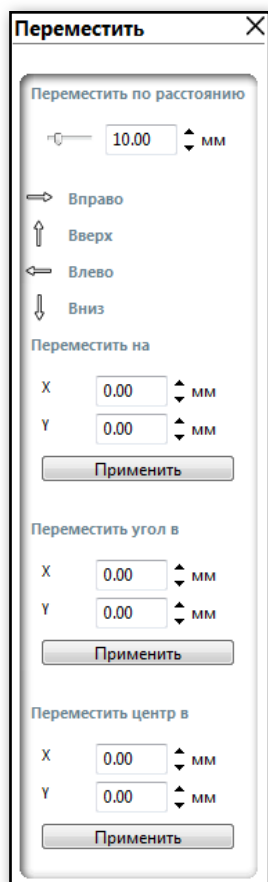 Переместить
Переместить по расстоянию
10.00 мм
Вправо
Вверх
Влево
Вниз
Переместить на
X 0.00 мм
Y 0.00 мм
Применить
Переместить угол в
X 0.00 мм
Y 0.00 мм
Применить
Переместить центр в
X 0.00 мм
Y 0.00 мм
Применить